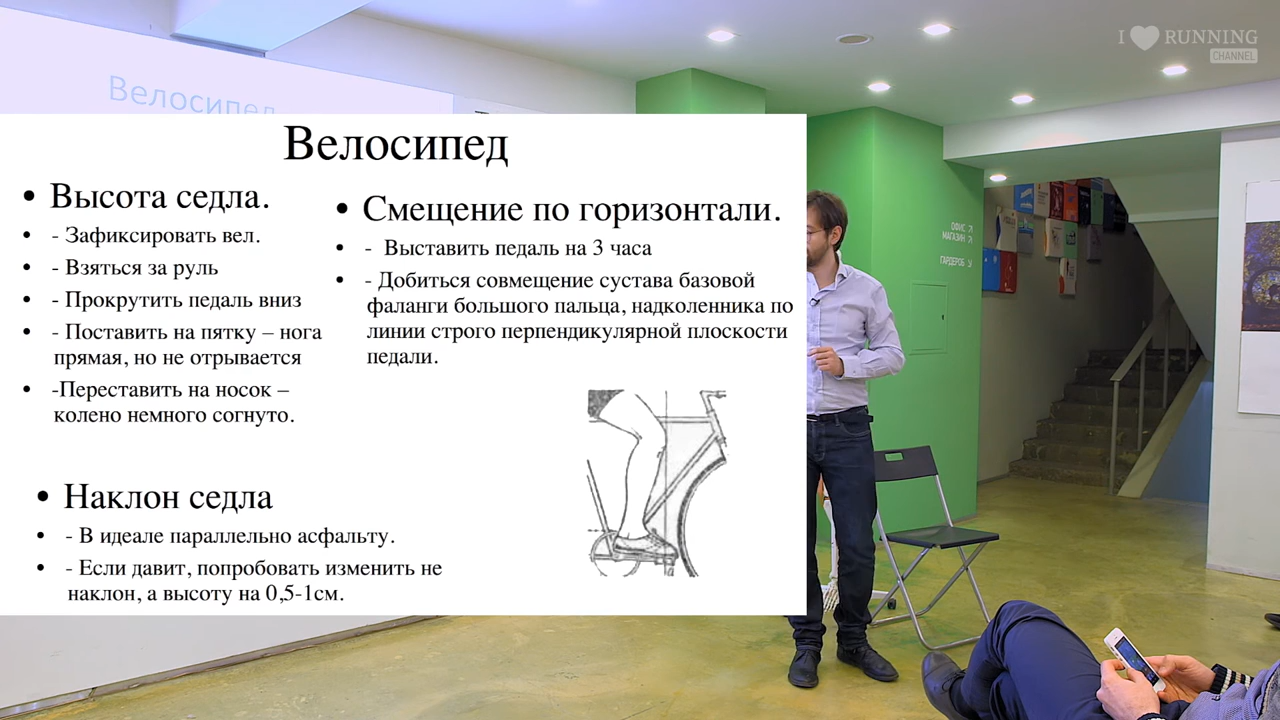 I RUNNING
CHANNEL
Велосипед
Велосипед
• Высота седла.
• - Зафиксировать вел.
• - Взяться за руль
• - Прокрутить педаль вниз
• - Поставить на пятку – нога
прямая, но не отрывается
• -Переставить на носок –
колено немного согнуто.
• Смещение по горизонтали.
• - Выставить педаль на 3 часа
• - Добиться совмещение сустава базовой
фаланги большого пальца, надколенника по
линии строго перпендикулярной плоскости
педали.
• Наклон седла
• - В идеале параллельно асфальту.
• - Если давит, попробовать изменить не
наклон, а высоту на 0,5-1см.
ОФИС
МАГАЗИН
ГАРДЕРОБ